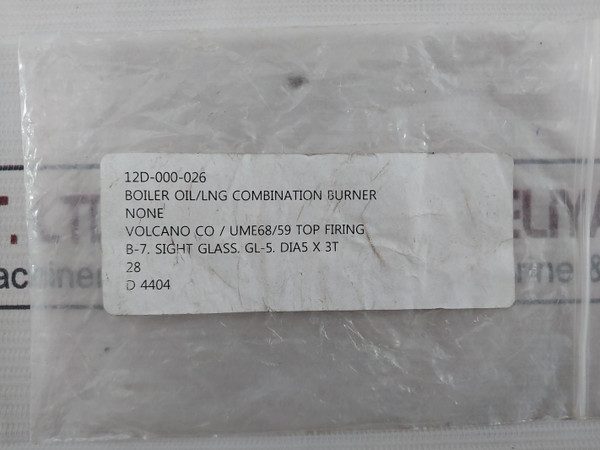 12D-000-026
BOILER OIL/LNG COMBINATION BURNER
NONE
VOLCANO CO / UME68/59 TOP FIRING
B-7. SIGHT GLASS. GL-5. DIA5 X 3T
28
D 4404